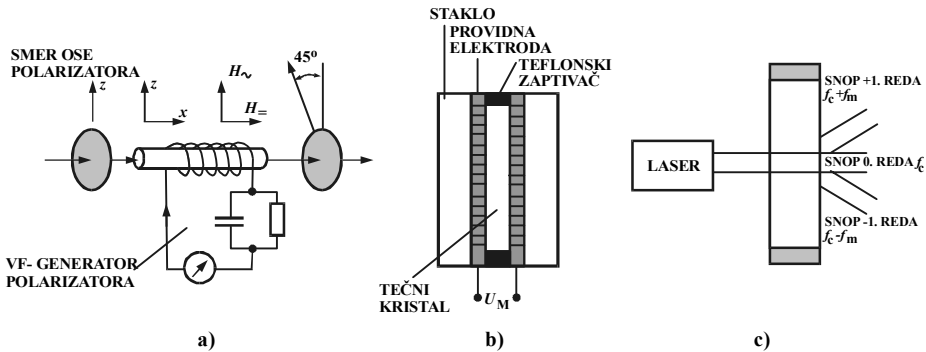 SMER OSE
POLARIZATORA
z
z
x
H~
H=
45°
VF- GENERATOR
POLARIZATORA
a)
STAKLO
PROVIDNA
ELEKTRODA
TEFLONSKI
ZAPTIVAČ
TEČNI
KRISTAL
UM
b)
LASER
SNOP +1. REDA
fc+fm
SNOP 0. REDA fc
SNOP -1. REDA
fc-fm
c)